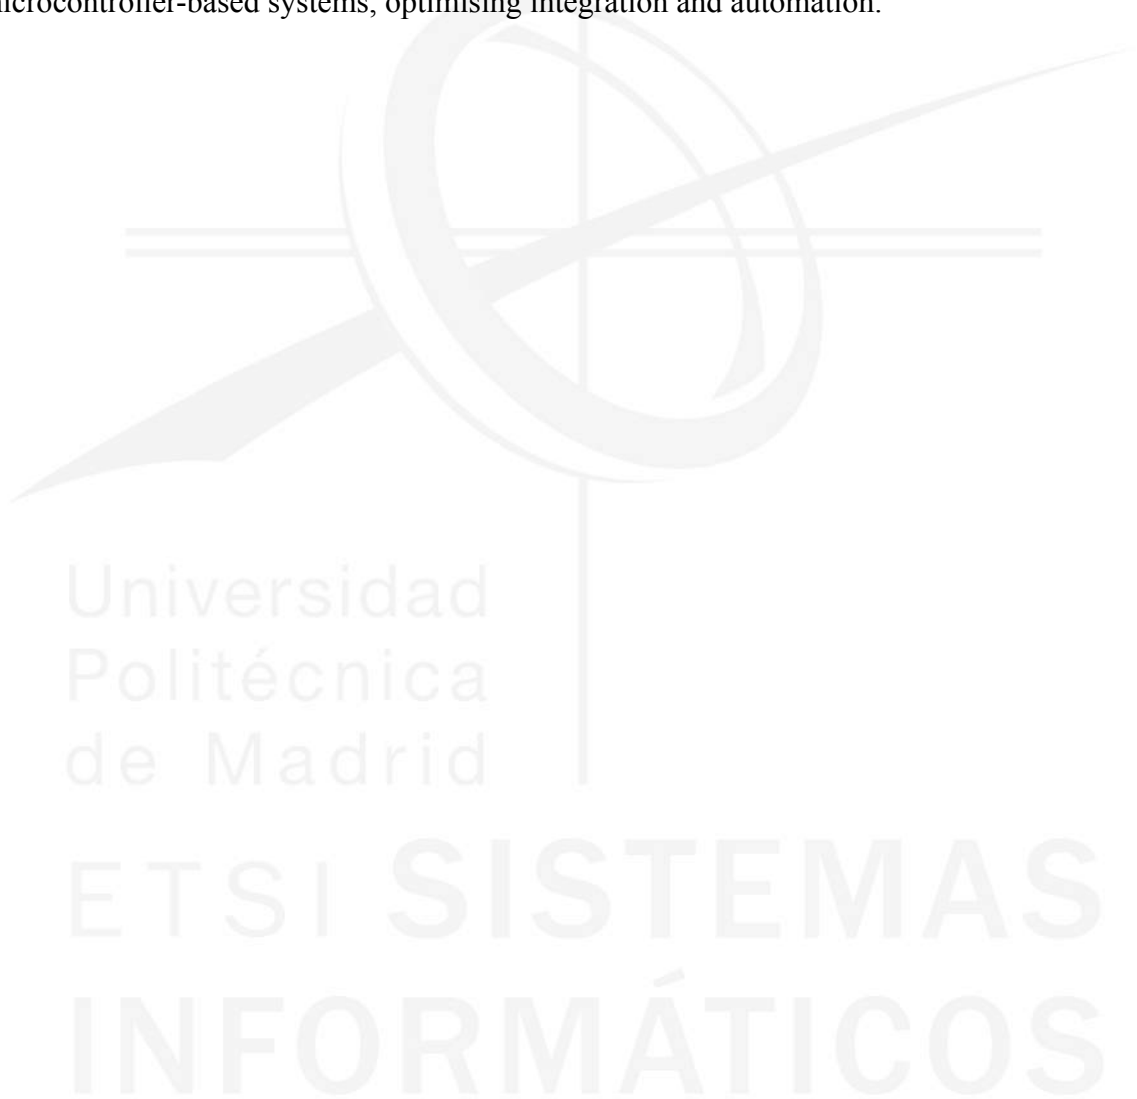 microcontroller-based systems, optimising integration and automation.
Universidad
Politécnica
de Madrid
ETSI SISTEMAS
INFORMÁTICOS